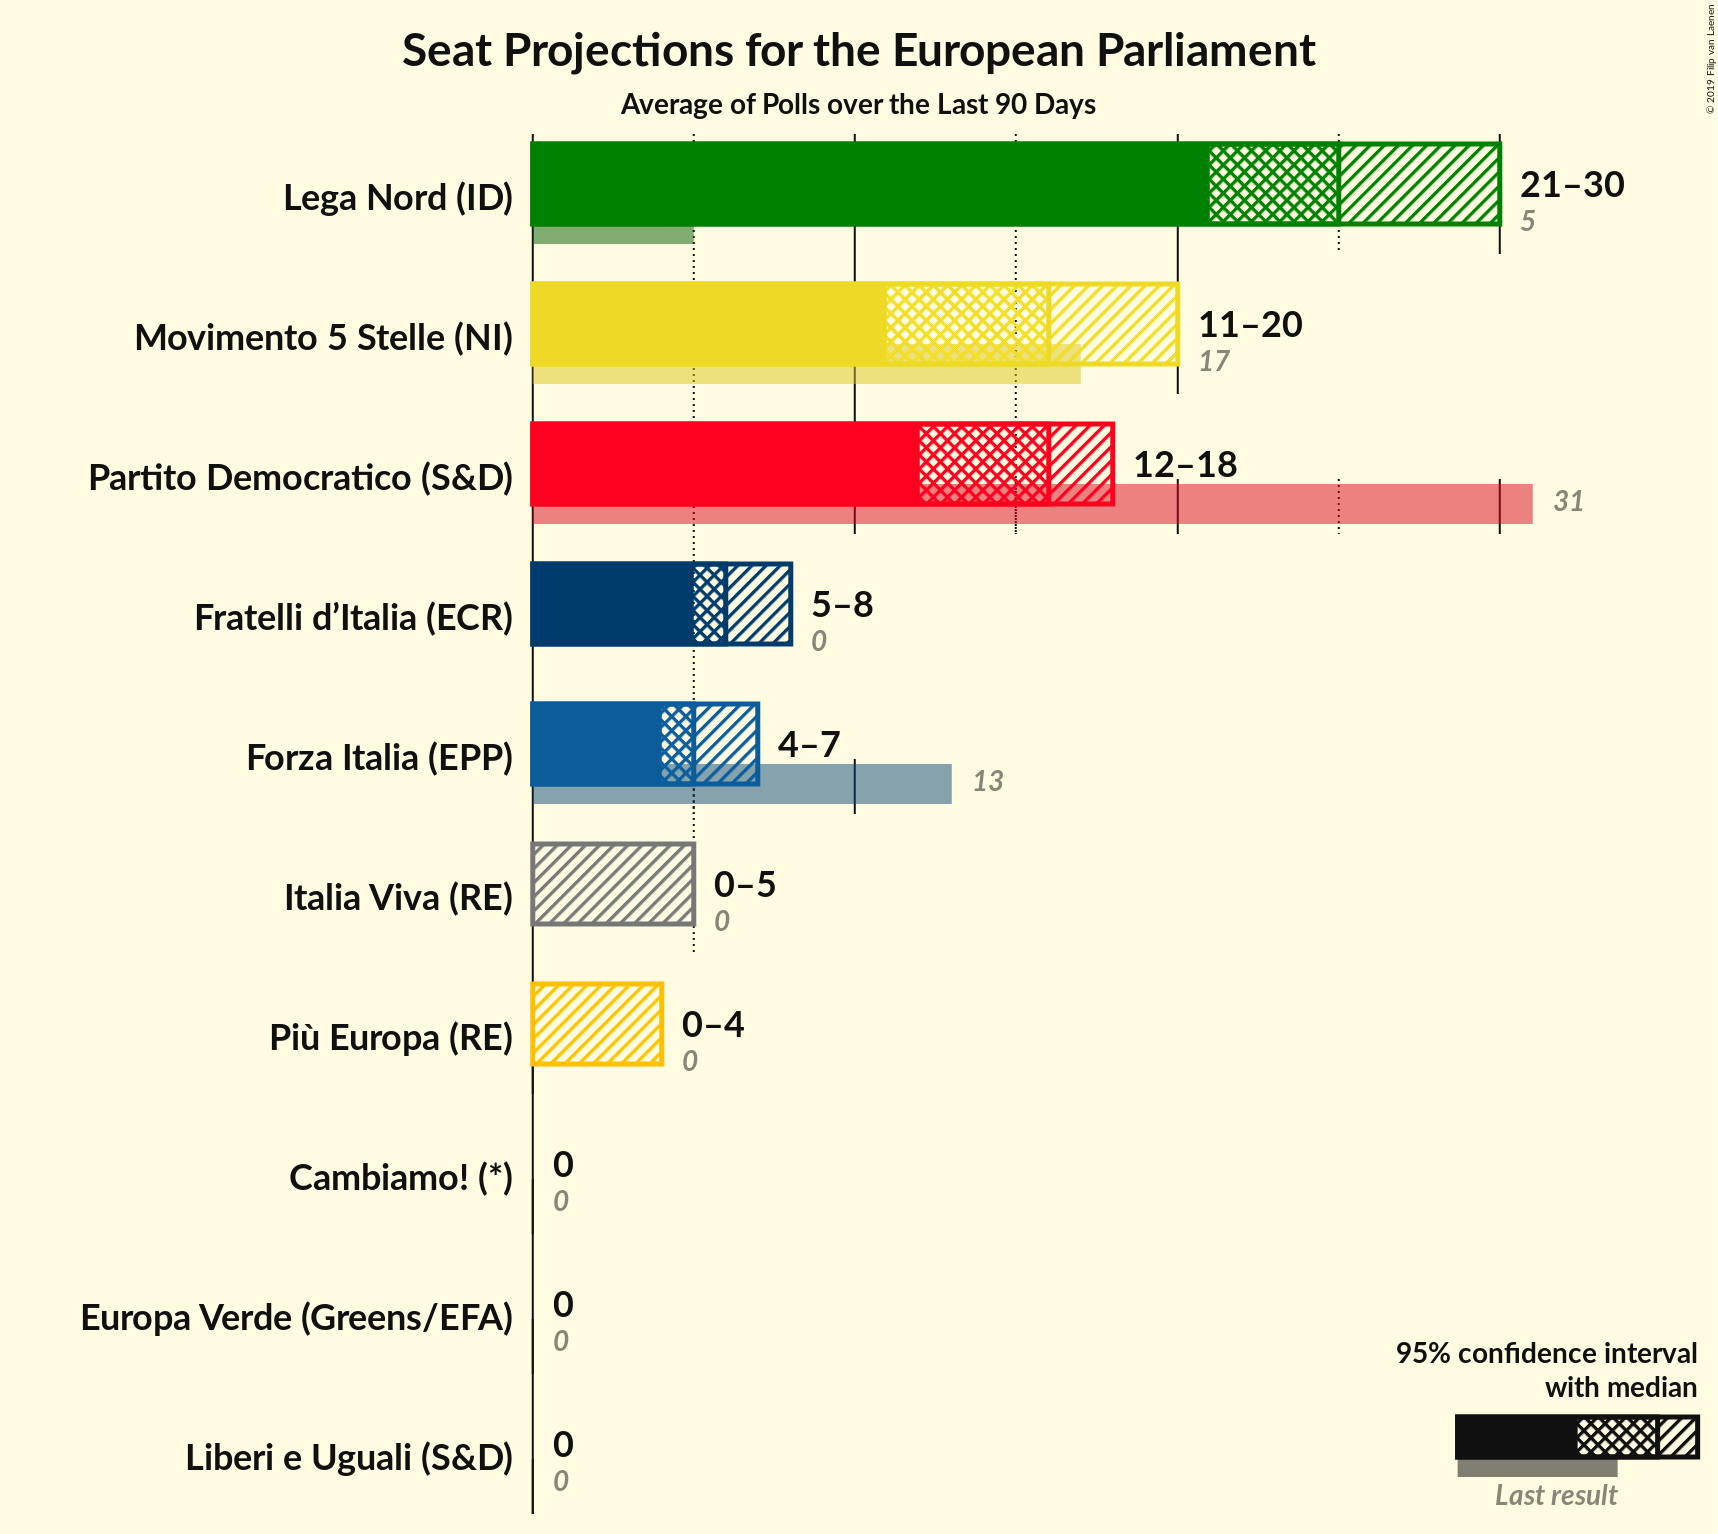 Seat Projections for the European Parliament
Average of Polls over the Last 90 Days
© 2019 Filip van Laenen
Lega Nord (ID)
21–30
5
Movimento 5 Stelle (NI)
11–20
17
Partito Democratico (S&D)
12–18
31
Fratelli d’Italia (ECR)
5–8
0
Forza Italia (EPP)
4–7
13
Italia Viva (RE)
0–5
0
Più Europa (RE)
0–4
0
Cambiamo! (*)
0
0
Europa Verde (Greens/EFA)
0
0
Liberi e Uguali (S&D)
0
0
95% confidence interval
with median
Last result